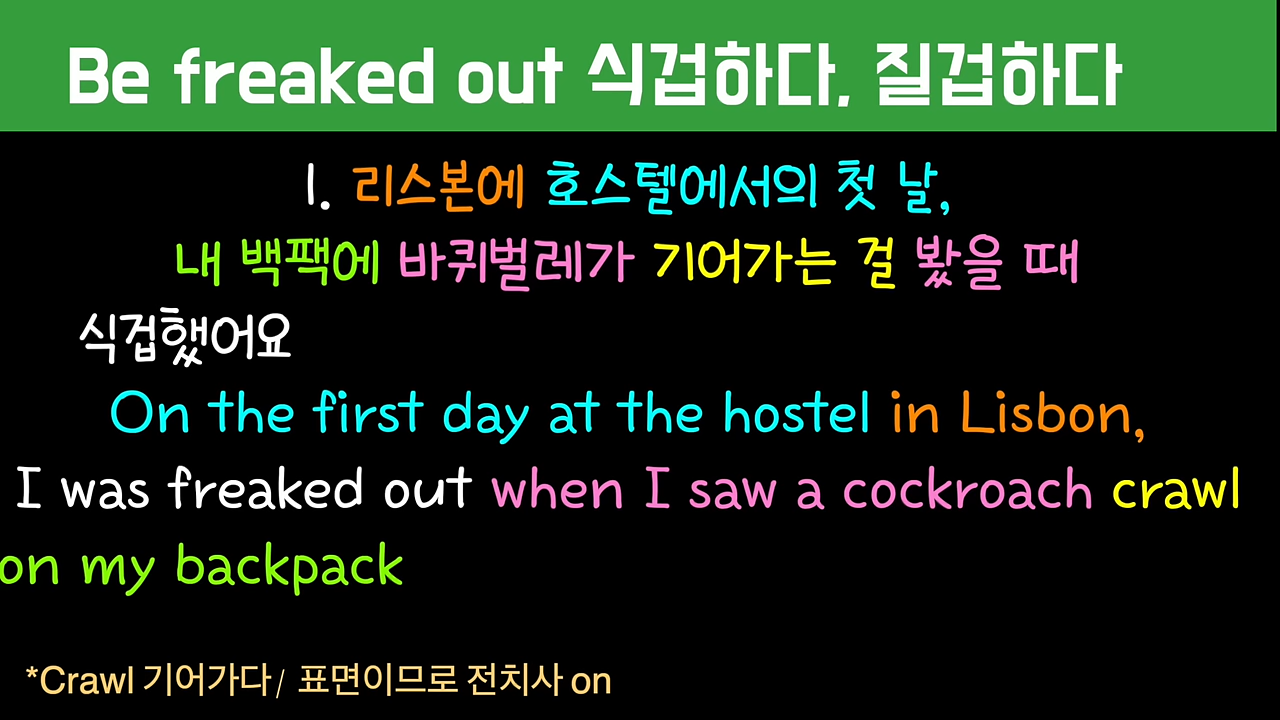 Be freaked out 식겁하다, 질겁하다
1. 리스본에 호스텔에서의 첫 날,
내 백팩에 바퀴벌레가 기어가는 걸 봤을 때
식겁했어요
On the first day at the hostel in Lisbon,
I was freaked out when I saw a cockroach crawl
on my backpack
*Crawl 기어가다/ 표면이므로 전치사 on